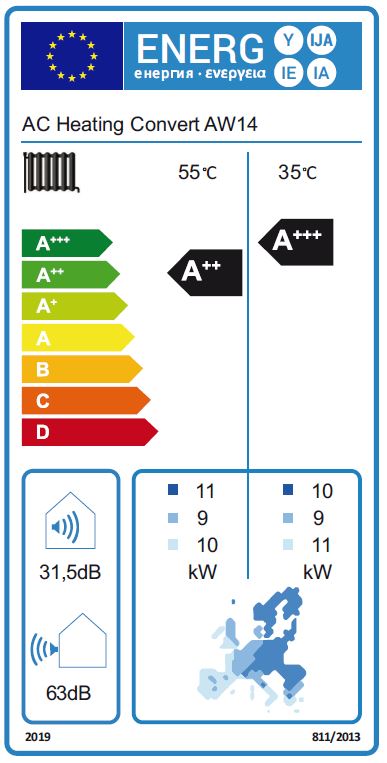 ENERG
енергия · ενεργεια
Y IJA
IE IA
AC Heating Convert AW14
55℃ 35℃
A+++
A++
A+
A
B
C
D
A++
A+++
11 10
9 9
10 11
kW kW
31,5dB
63dB
2019 811/2013